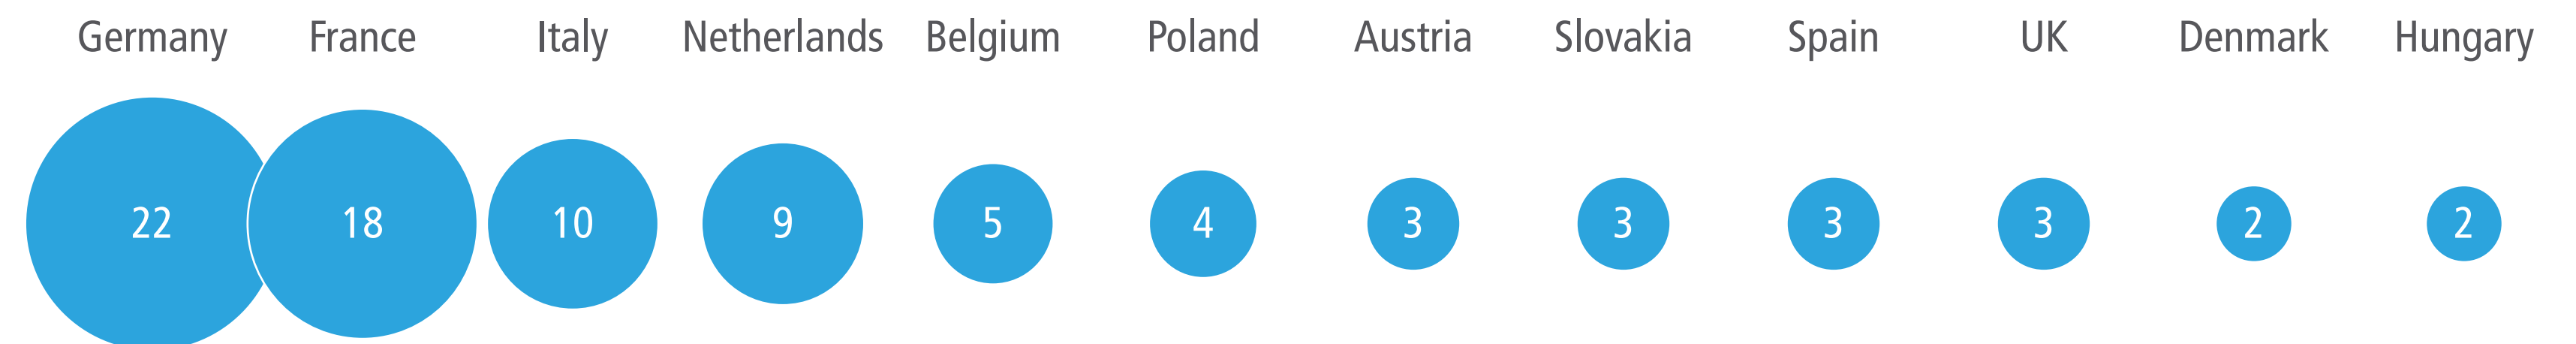 Germany France Italy Netherlands Belgium Poland Austria Slovakia Spain UK Denmark Hungary
22 18 10 9 5 4 3 3 3 3 2 2